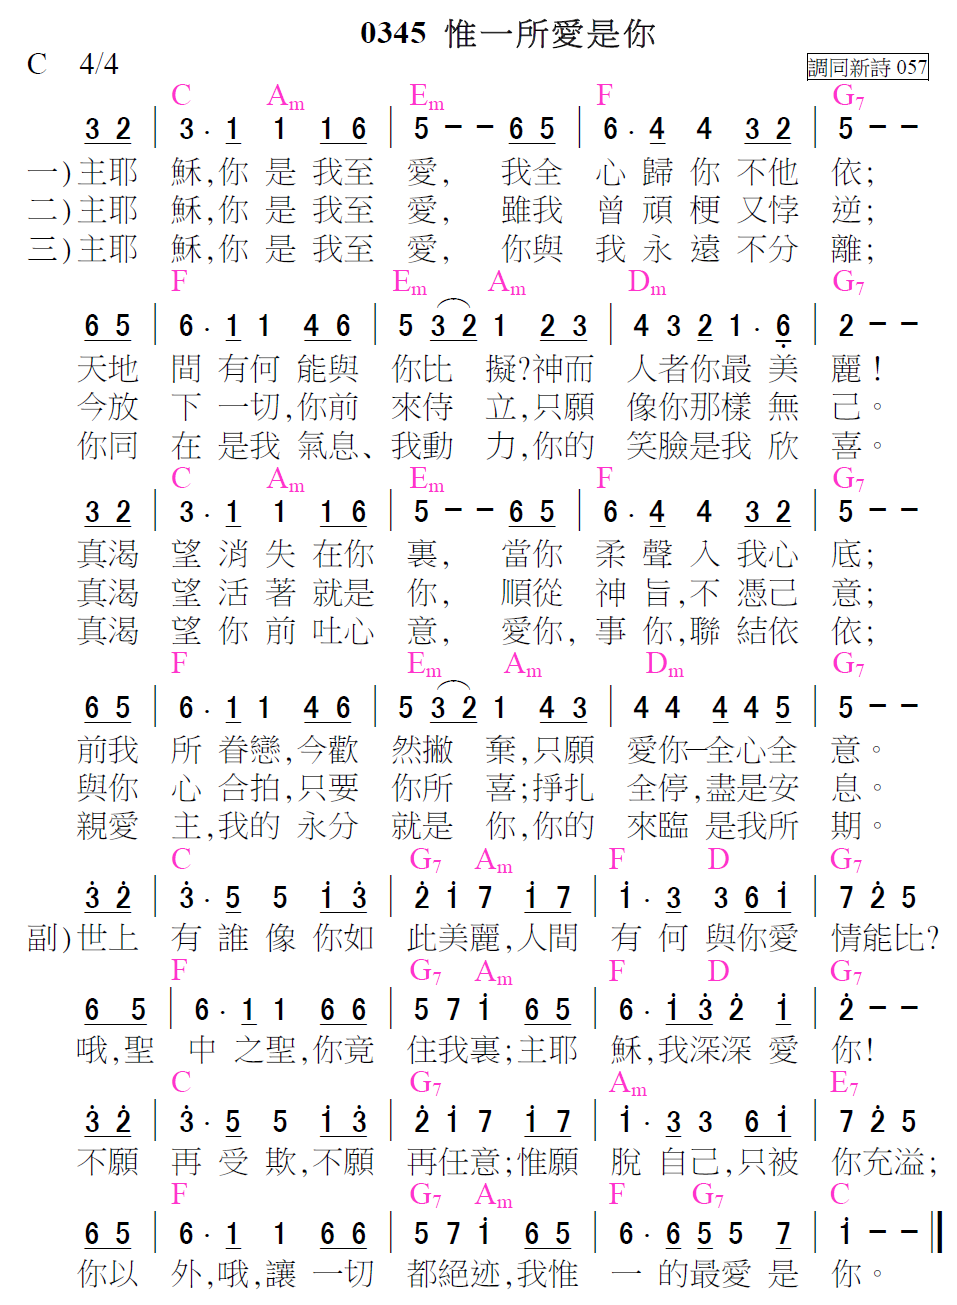 0345 惟一所愛是你
C 4/4 調同新詩 057
C Am Em F G7
3 2 | 3 · 1 1 1 6 | 5 – – 6 5 | 6 · 4 4 3 2 | 5 – –
一)主耶 穌,你 是 我至 愛, 我全 心 歸 你 不他 依;
二)主耶 穌,你 是 我至 愛, 雖我 曾 頑 梗 又悖 逆;
三)主耶 穌,你 是 我至 愛, 你與 我 永 遠 不分 離;
F Em Am Dm G7
6 5 | 6 · 1 1 4 6 | 5 3 2 1 2 3 | 4 3 2 1 · 6̣ | 2 – –
天地 間 有何 能與 你比 擬?神而 人者你最 美 麗!
今放 下 一切,你前 來侍 立,只願 像你那樣 無 己。
你同 在 是我 氣息、我動 力,你的 笑臉是我 欣 喜。
C Am Em F G7
3 2 | 3 · 1 1 1 6 | 5 – – 6 5 | 6 · 4 4 3 2 | 5 – –
真渴 望 消 失 在你 裏, 當你 柔 聲 入 我心 底;
真渴 望 活 著 就是 你, 順從 神 旨,不 憑己 意;
真渴 望 你 前 吐心 意, 愛你, 事 你,聯 結依 依;
F Em Am Dm G7
6 5 | 6 · 1 1 4 6 | 5 3 2 1 4 3 | 4 4 4 4 5 | 5 – –
前我 所 眷戀,今歡 然撇 棄,只願 愛你─全心全 意。
與你 心 合拍,只要 你所 喜;掙扎 全停,盡是安 息。
親愛 主,我的 永分 就是 你,你的 來臨 是我所 期。
C G7 Am F D G7
3̇ 2̇ | 3̇ · 5 5 1̇ 3̇ | 2̇ 1̇ 7 1̇ 7 | 1̇ · 3 3 6 1̇ | 7 2̇ 5
副)世上 有 誰 像 你如 此美麗,人間 有 何 與你愛 情能比?
F G7 Am F D G7
6 5 | 6 · 1 1 6 6 | 5 7 1̇ 6 5 | 6 · 1̇ 3̇ 2̇ 1̇ | 2̇ – –
哦,聖 中 之聖,你竟 住我裏;主耶 穌,我深深 愛 你!
C G7 Am E7
3̇ 2̇ | 3̇ · 5 5 1̇ 3̇ | 2̇ 1̇ 7 1̇ 7 | 1̇ · 3 3 6 1̇ | 7 2̇ 5
不願 再 受 欺,不願 再任意;惟願 脫 自己,只被 你充溢;
F G7 Am F G7 C
6 5 | 6 · 1 1 6 6 | 5 7 1̇ 6 5 | 6 · 6 5 5 7 | 1̇ – – ‖
你以 外,哦,讓 一切 都絕迹,我惟 一 的最愛 是 你。